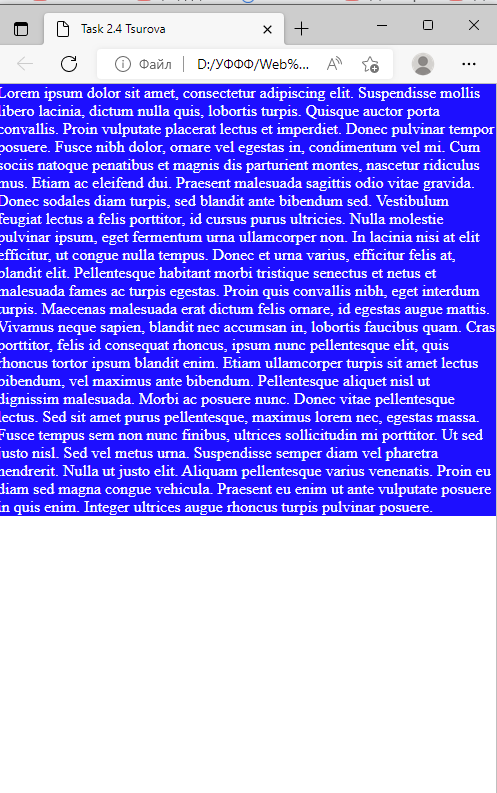 Task 2.4 Tsurova
Файл D:/УФФФ/Web%...
Lorem ipsum dolor sit amet, consectetur adipiscing elit. Suspendisse mollis
libero lacinia, dictum nulla quis, lobortis turpis. Quisque auctor porta
convallis. Proin vulputate placerat lectus et imperdiet. Donec pulvinar tempor
posuere. Fusce nibh dolor, ornare vel egestas in, condimentum vel mi. Cum
sociis natoque penatibus et magnis dis parturient montes, nascetur ridiculus
mus. Etiam ac eleifend dui. Praesent malesuada sagittis odio vitae gravida.
Donec sodales diam turpis, sed blandit ante bibendum sed. Vestibulum
feugiat lectus a felis porttitor, id cursus purus ultricies. Nulla molestie
pulvinar ipsum, eget fermentum urna ullamcorper non. In lacinia nisi at elit
efficitur, ut congue nulla tempus. Donec et urna varius, efficitur felis at,
blandit elit. Pellentesque habitant morbi tristique senectus et netus et
malesuada fames ac turpis egestas. Proin quis convallis nibh, eget interdum
turpis. Maecenas malesuada erat dictum felis ornare, id egestas augue mattis.
Vivamus neque sapien, blandit nec accumsan in, lobortis faucibus quam. Cras
porttitor, felis id consequat rhoncus, ipsum nunc pellentesque elit, quis
rhoncus tortor ipsum blandit enim. Etiam ullamcorper turpis sit amet lectus
bibendum, vel maximus ante bibendum. Pellentesque aliquet nisl ut
dignissim malesuada. Morbi ac posuere nunc. Donec vitae pellentesque
lectus. Sed sit amet purus pellentesque, maximus lorem nec, egestas massa.
Fusce tempus sem non nunc finibus, ultrices sollicitudin mi porttitor. Ut sed
justo nisl. Sed vel metus urna. Suspendisse semper diam vel pharetra
hendrerit. Nulla ut justo elit. Aliquam pellentesque varius venenatis. Proin eu
diam sed magna congue vehicula. Praesent eu enim ut ante vulputate posuere
in quis enim. Integer ultrices augue rhoncus turpis pulvinar posuere.